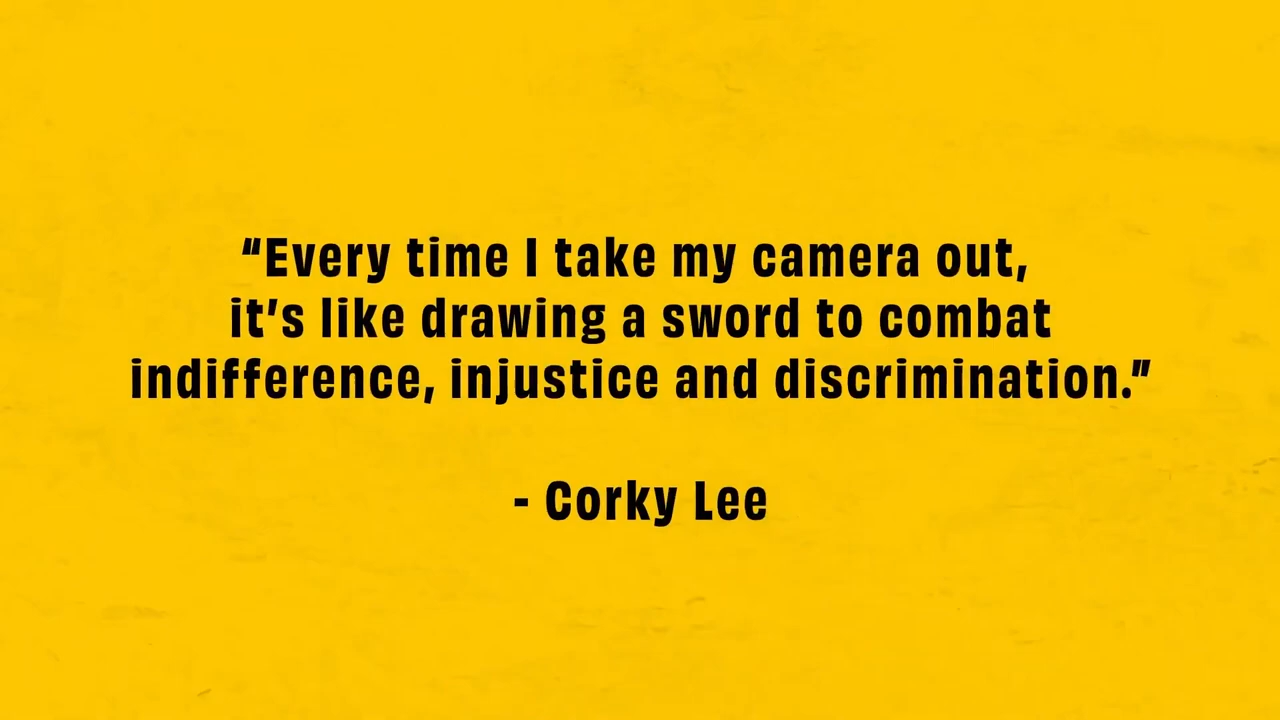 “Every time I take my camera out,
it’s like drawing a sword to combat
indifference, injustice and discrimination.”
- Corky Lee